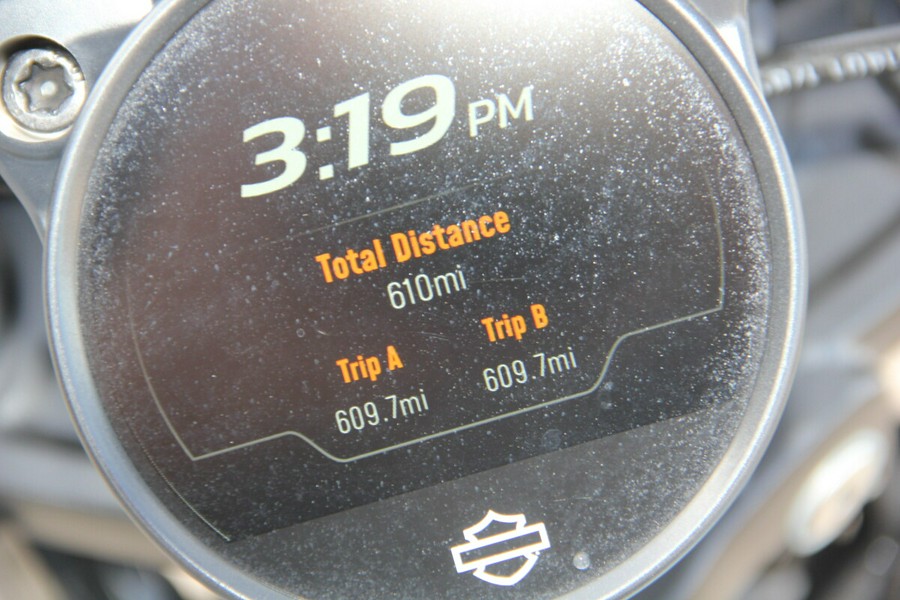 3:19 PM
Total Distance
610mi
Trip A Trip B
609.7mi 609.7mi